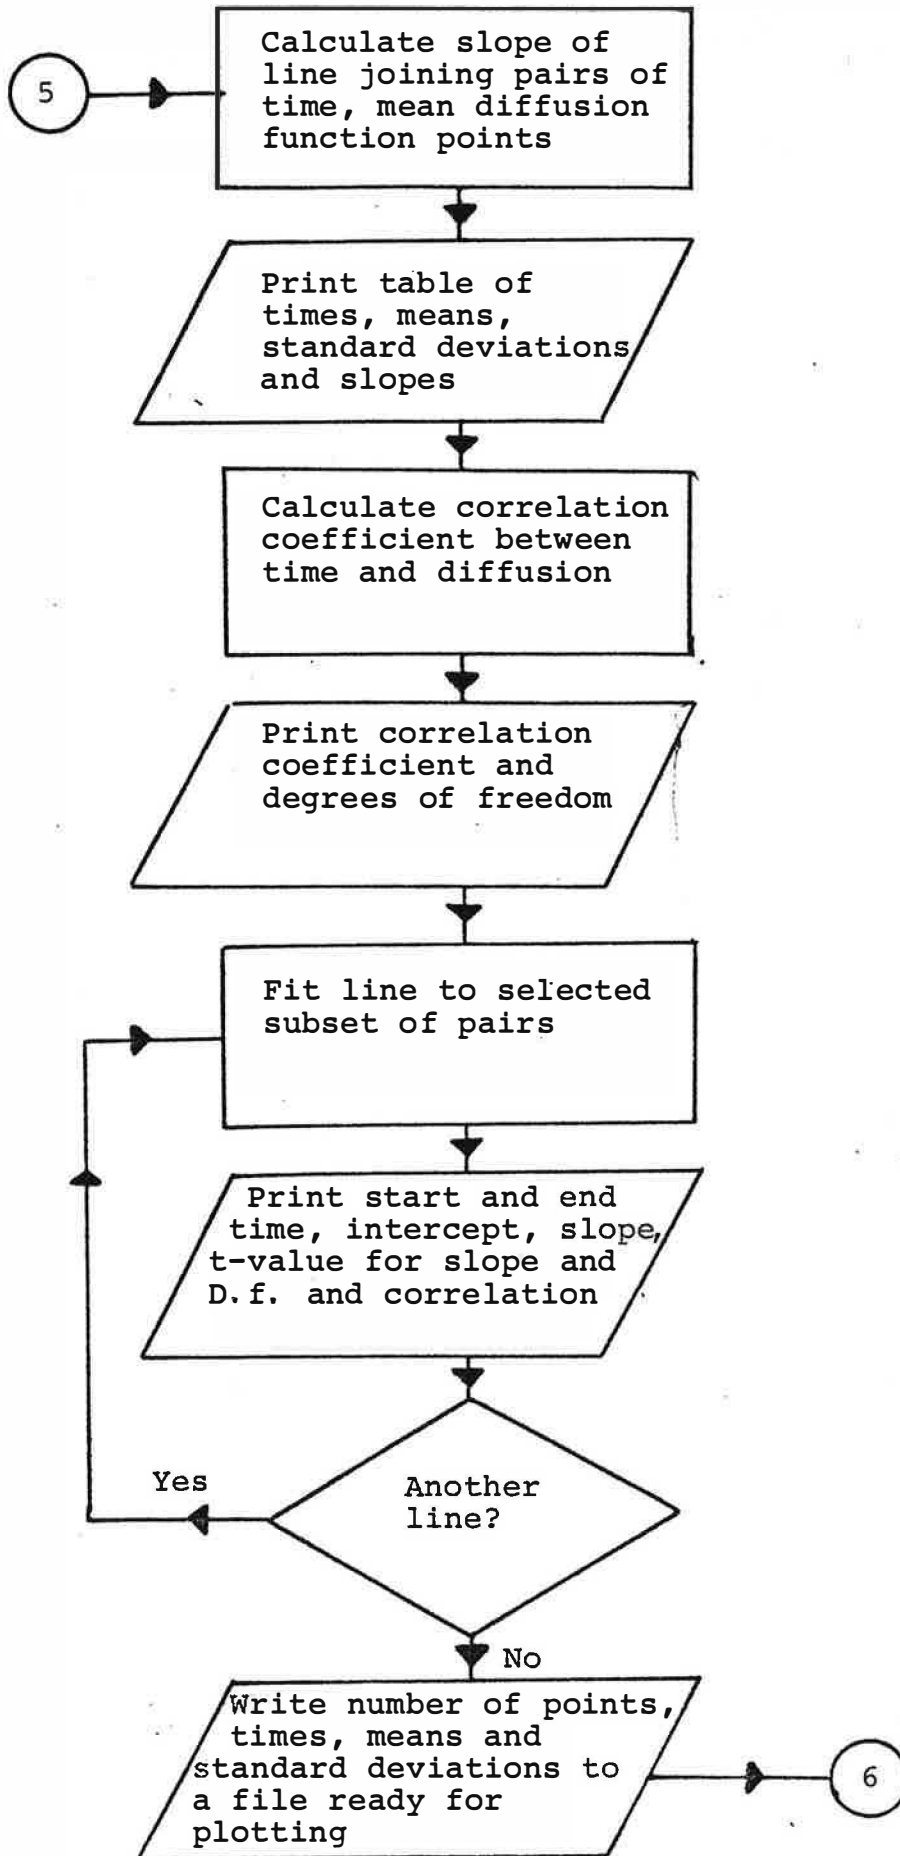 5
Calculate slope of
line joining pairs of
time, mean diffusion
function points
Print table of
times, means,
standard deviations
and slopes
Calculate correlation
coefficient between
time and diffusion
Print correlation
coefficient and
degrees of freedom
Fit line to selected
subset of pairs
Print start and end
time, intercept, slope,
t-value for slope and
D.f. and correlation
Another
line?
Yes
No
Write number of points,
times, means and
standard deviations to
a file ready for
plotting
6